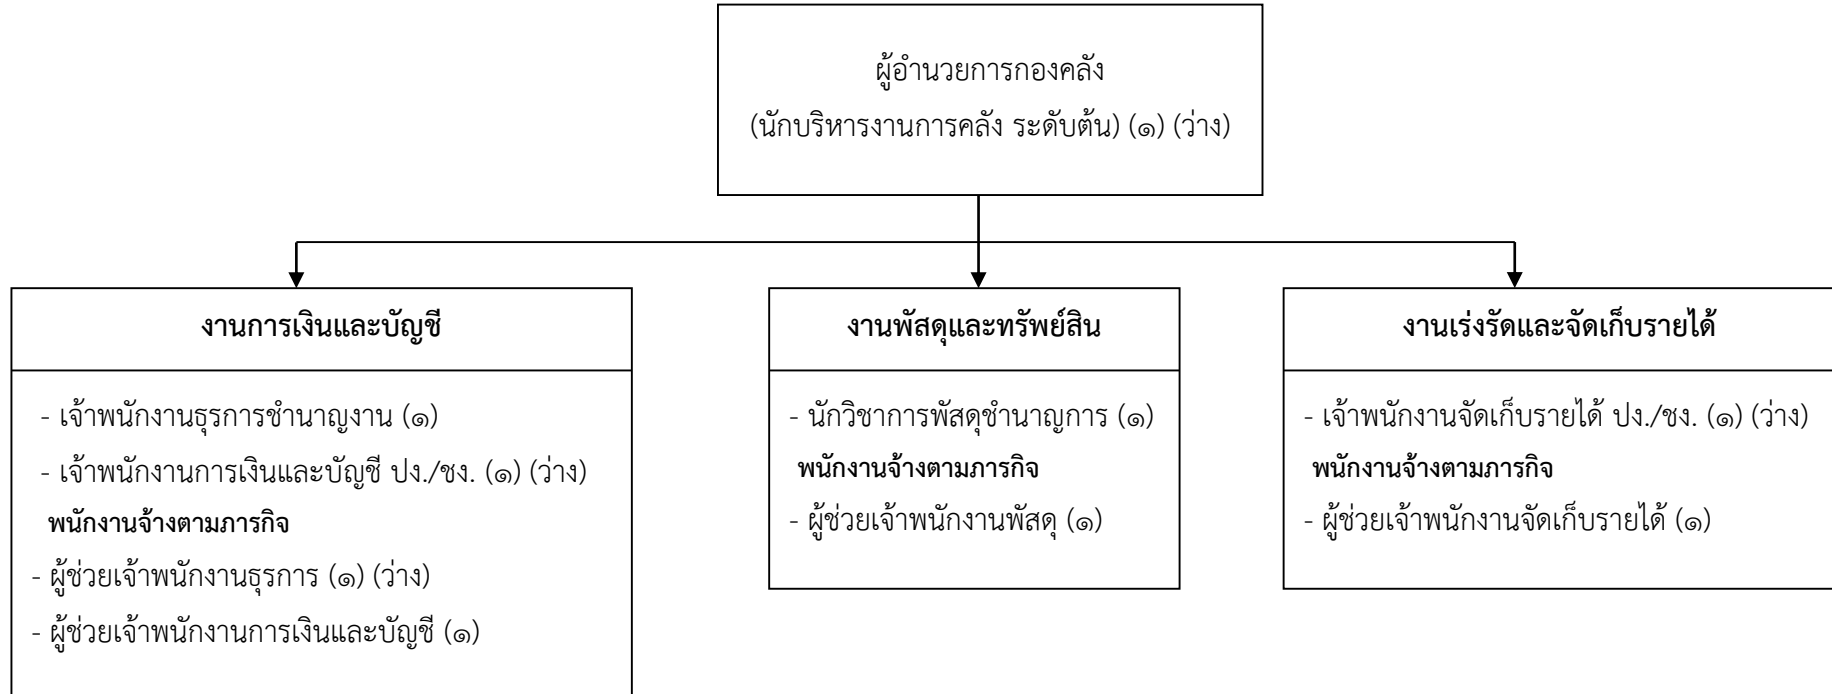 ผู้อำนวยการกองคลัง
(นักบริหารงานการคลัง ระดับต้น) (๑) (ว่าง)
งานการเงินและบัญชี
- เจ้าพนักงานธุรการชำนาญงาน (๑)
- เจ้าพนักงานการเงินและบัญชี ปง./ชง. (๑) (ว่าง)
พนักงานจ้างตามภารกิจ
- ผู้ช่วยเจ้าพนักงานธุรการ (๑) (ว่าง)
- ผู้ช่วยเจ้าพนักงานการเงินและบัญชี (๑)
งานพัสดุและทรัพย์สิน
- นักวิชาการพัสดุชำนาญการ (๑)
พนักงานจ้างตามภารกิจ
- ผู้ช่วยเจ้าพนักงานพัสดุ (๑)
งานเร่งรัดและจัดเก็บรายได้
- เจ้าพนักงานจัดเก็บรายได้ ปง./ชง. (๑) (ว่าง)
พนักงานจ้างตามภารกิจ
- ผู้ช่วยเจ้าพนักงานจัดเก็บรายได้ (๑)